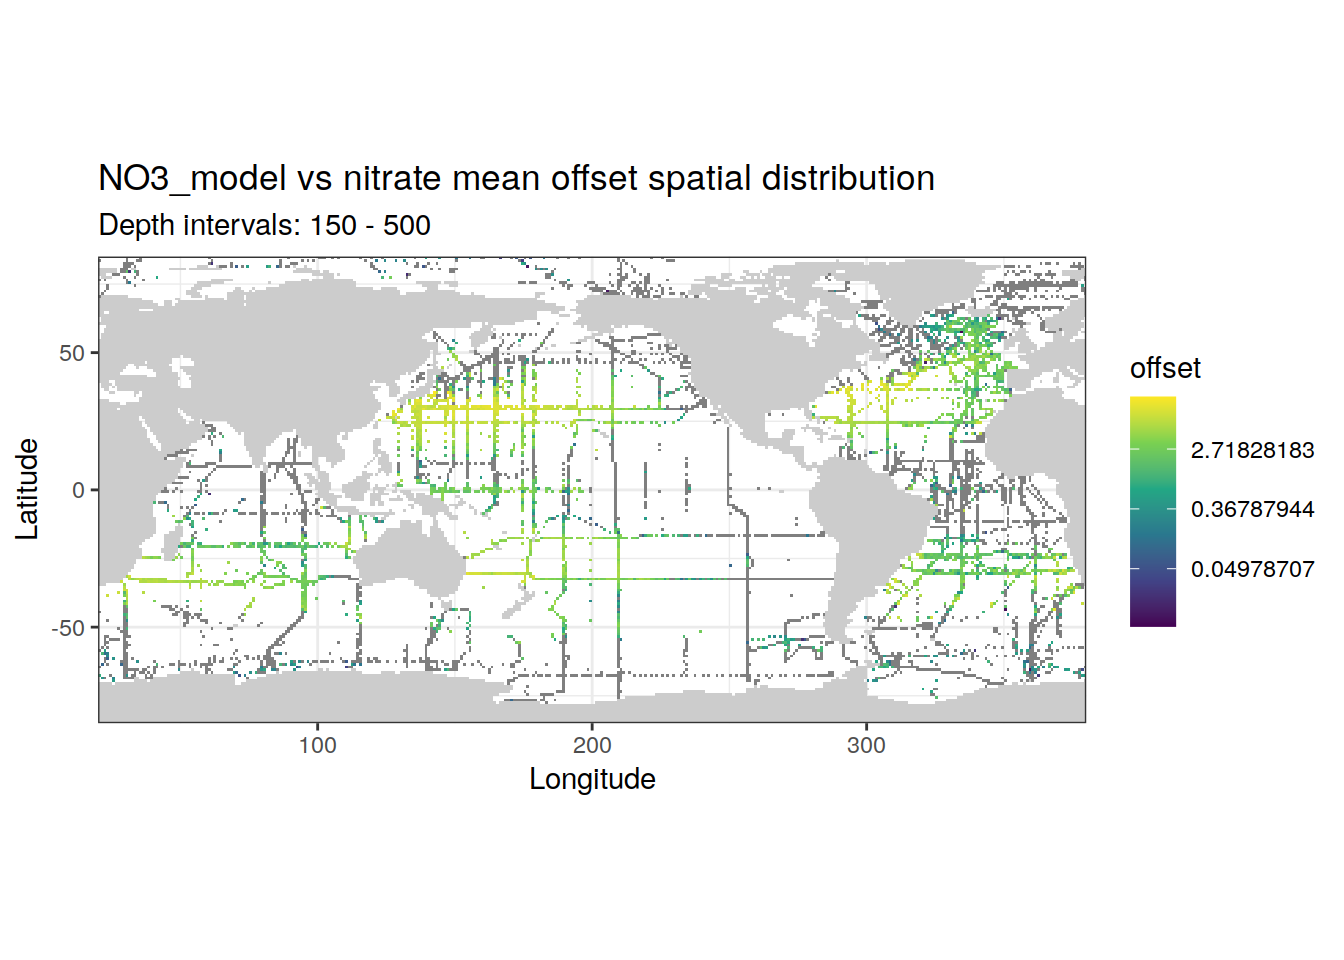 NO3_model vs nitrate mean offset spatial distribution
Depth intervals: 150 - 500
offset
2.71828183
0.36787944
0.04978707
Latitude
50
0
-50
100
200
300
Longitude